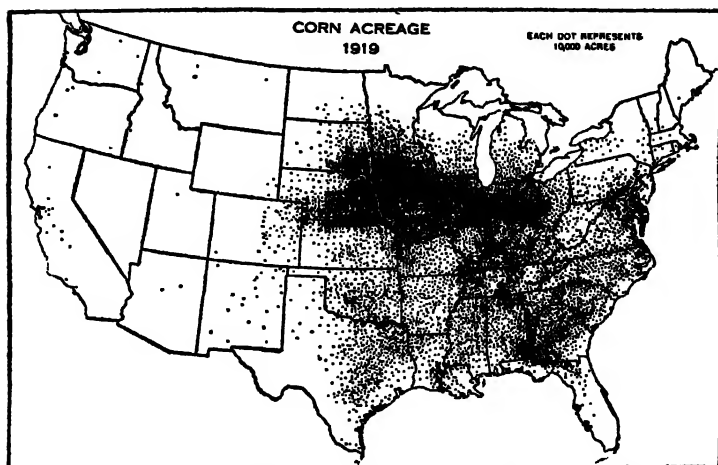 CORN ACREAGE
1919
EACH DOT REPRESENTS
10,000 ACRES